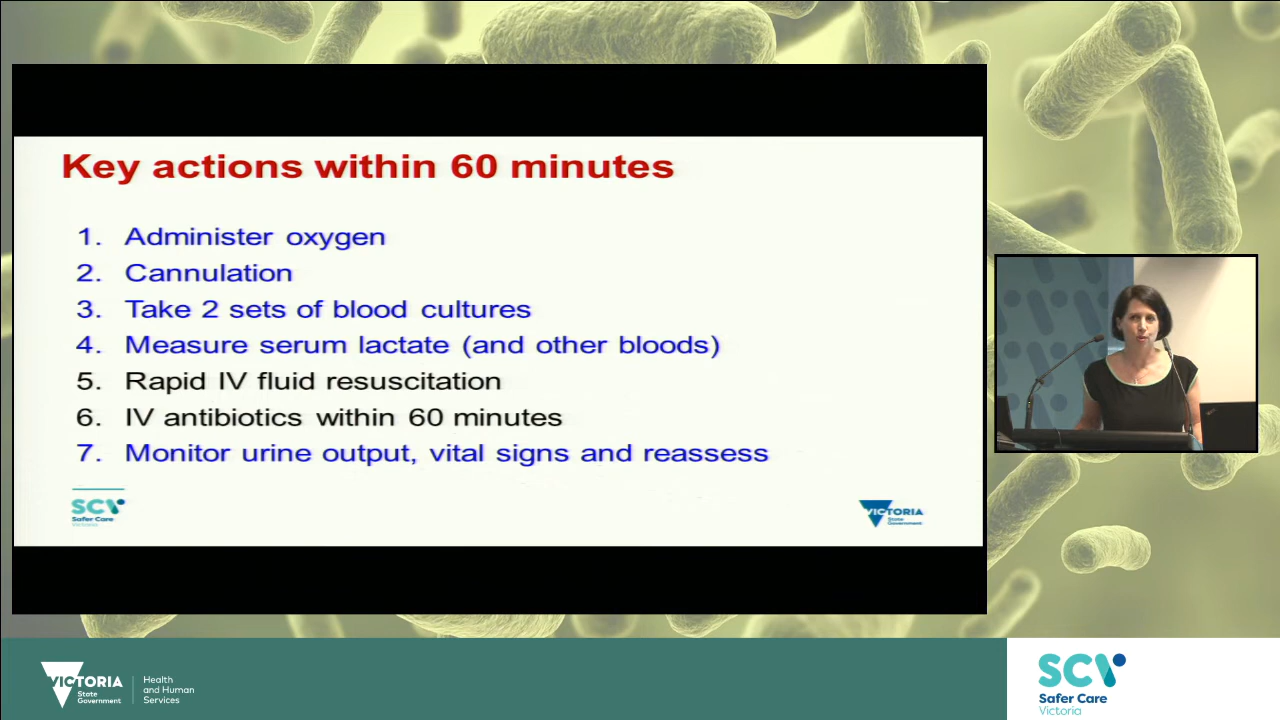 Key actions within 60 minutes
1. Administer oxygen
2. Cannulation
3. Take 2 sets of blood cultures
4. Measure serum lactate (and other bloods)
5. Rapid IV fluid resuscitation
6. IV antibiotics within 60 minutes
7. Monitor urine output, vital signs and reassess
SCV
Safer Care
Victoria
VICTORIA
State
Government
VICTORIA
State
Government
Health
and Human
Services
SCV
Safer Care
Victoria